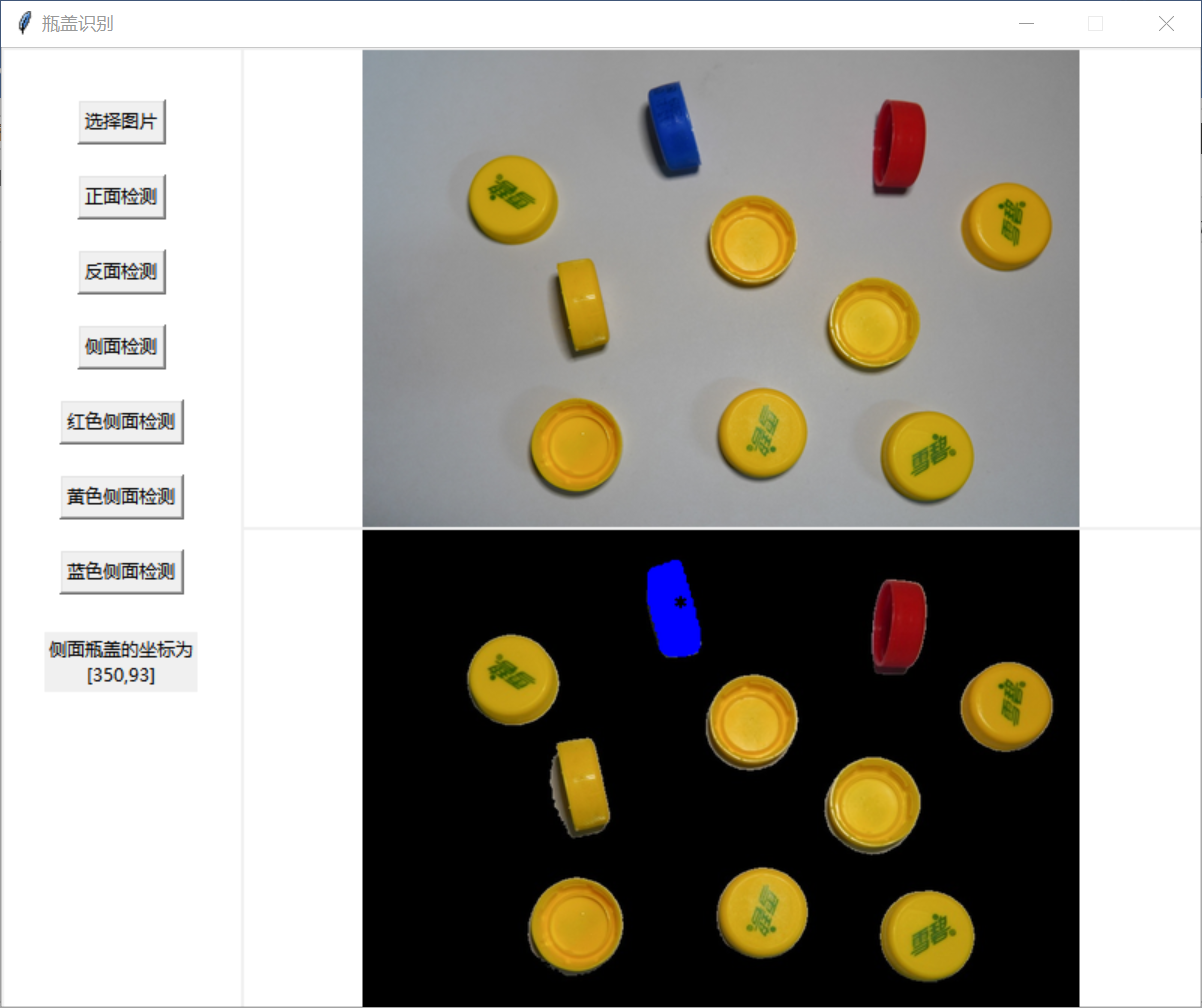 瓶盖识别
选择图片
正面检测
反面检测
侧面检测
红色侧面检测
黄色侧面检测
蓝色侧面检测
侧面瓶盖的坐标为
[350,93]